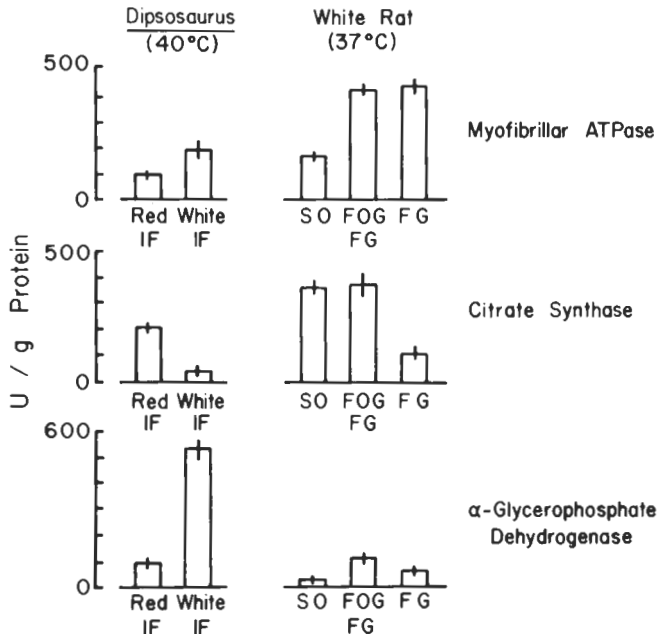 Dipsosaurus White Rat
(40°C) (37°C)
500
Myofibrillar ATPase
0
Red White SO FOG FG
IF IF FG
500
Citrate Synthase
0
Red White SO FOG FG
IF IF FG
600
α-Glycerophosphate
Dehydrogenase
0
Red White SO FOG FG
IF IF FG
U / g Protein